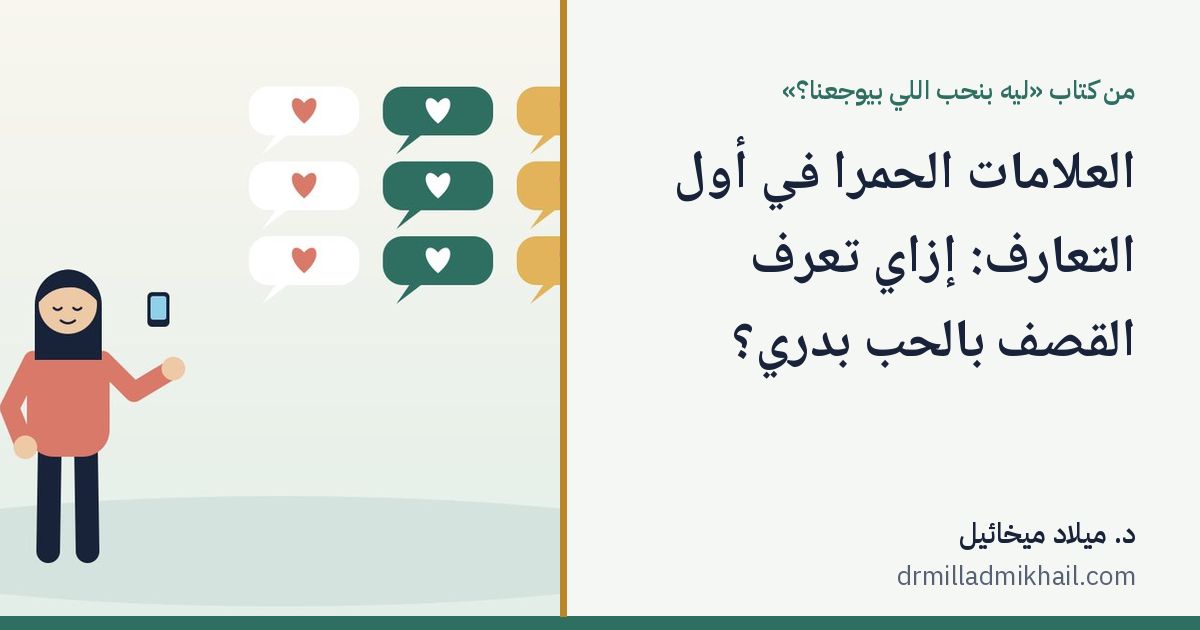 من كتاب «ليه بنحب اللي بيوجعنا؟»
العلامات الحمرا في أول
التعارف: إزاي تعرف
القصف بالحب بدري؟
د. ميلاد ميخائيل
drmilladmikhail.com